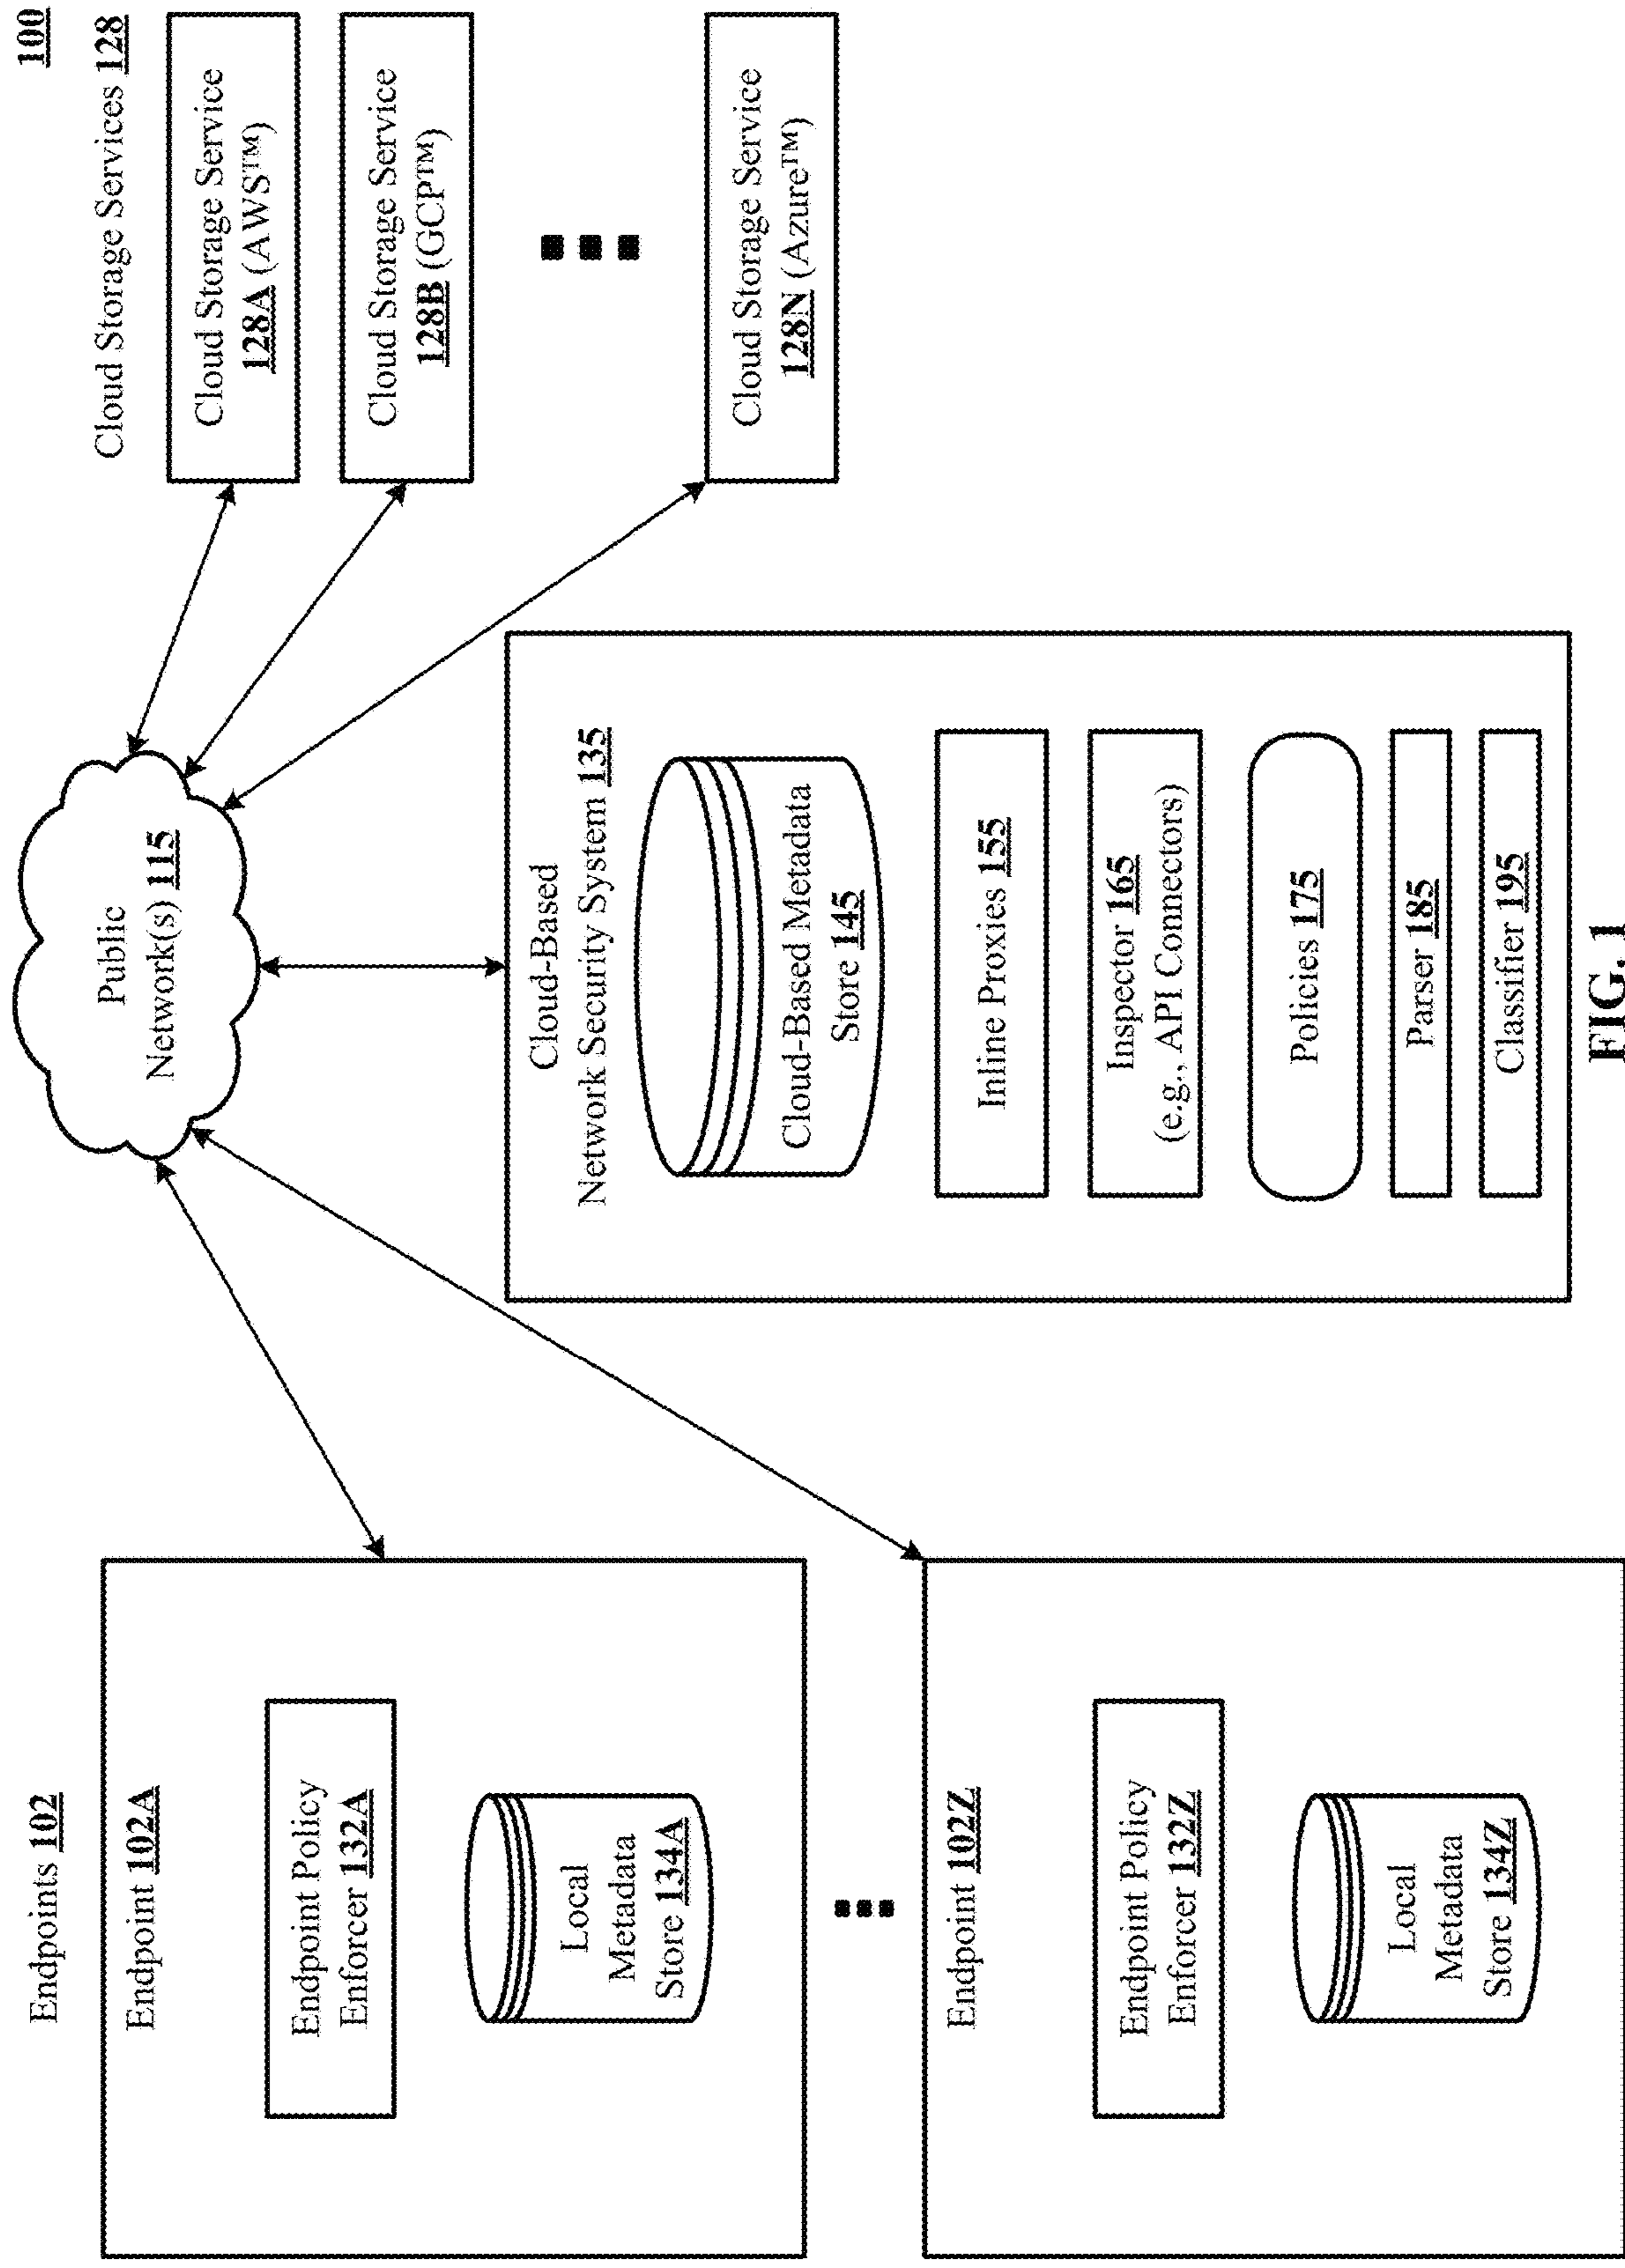 100
Endpoints 102
Endpoint 102A
Endpoint Policy
Enforcer 132A
Local
Metadata
Store 134A
Endpoint 102Z
Endpoint Policy
Enforcer 132Z
Local
Metadata
Store 134Z
Public
Network(s) 115
Cloud-Based
Network Security System 135
Cloud-Based Metadata
Store 145
Inline Proxies 155
Inspector 165
(e.g., API Connectors)
Policies 175
Parser 185
Classifier 195
Cloud Storage Services 128
Cloud Storage Service
128A (AWS™)
Cloud Storage Service
128B (GCP™)
Cloud Storage Service
128N (Azure™)
FIG. 1